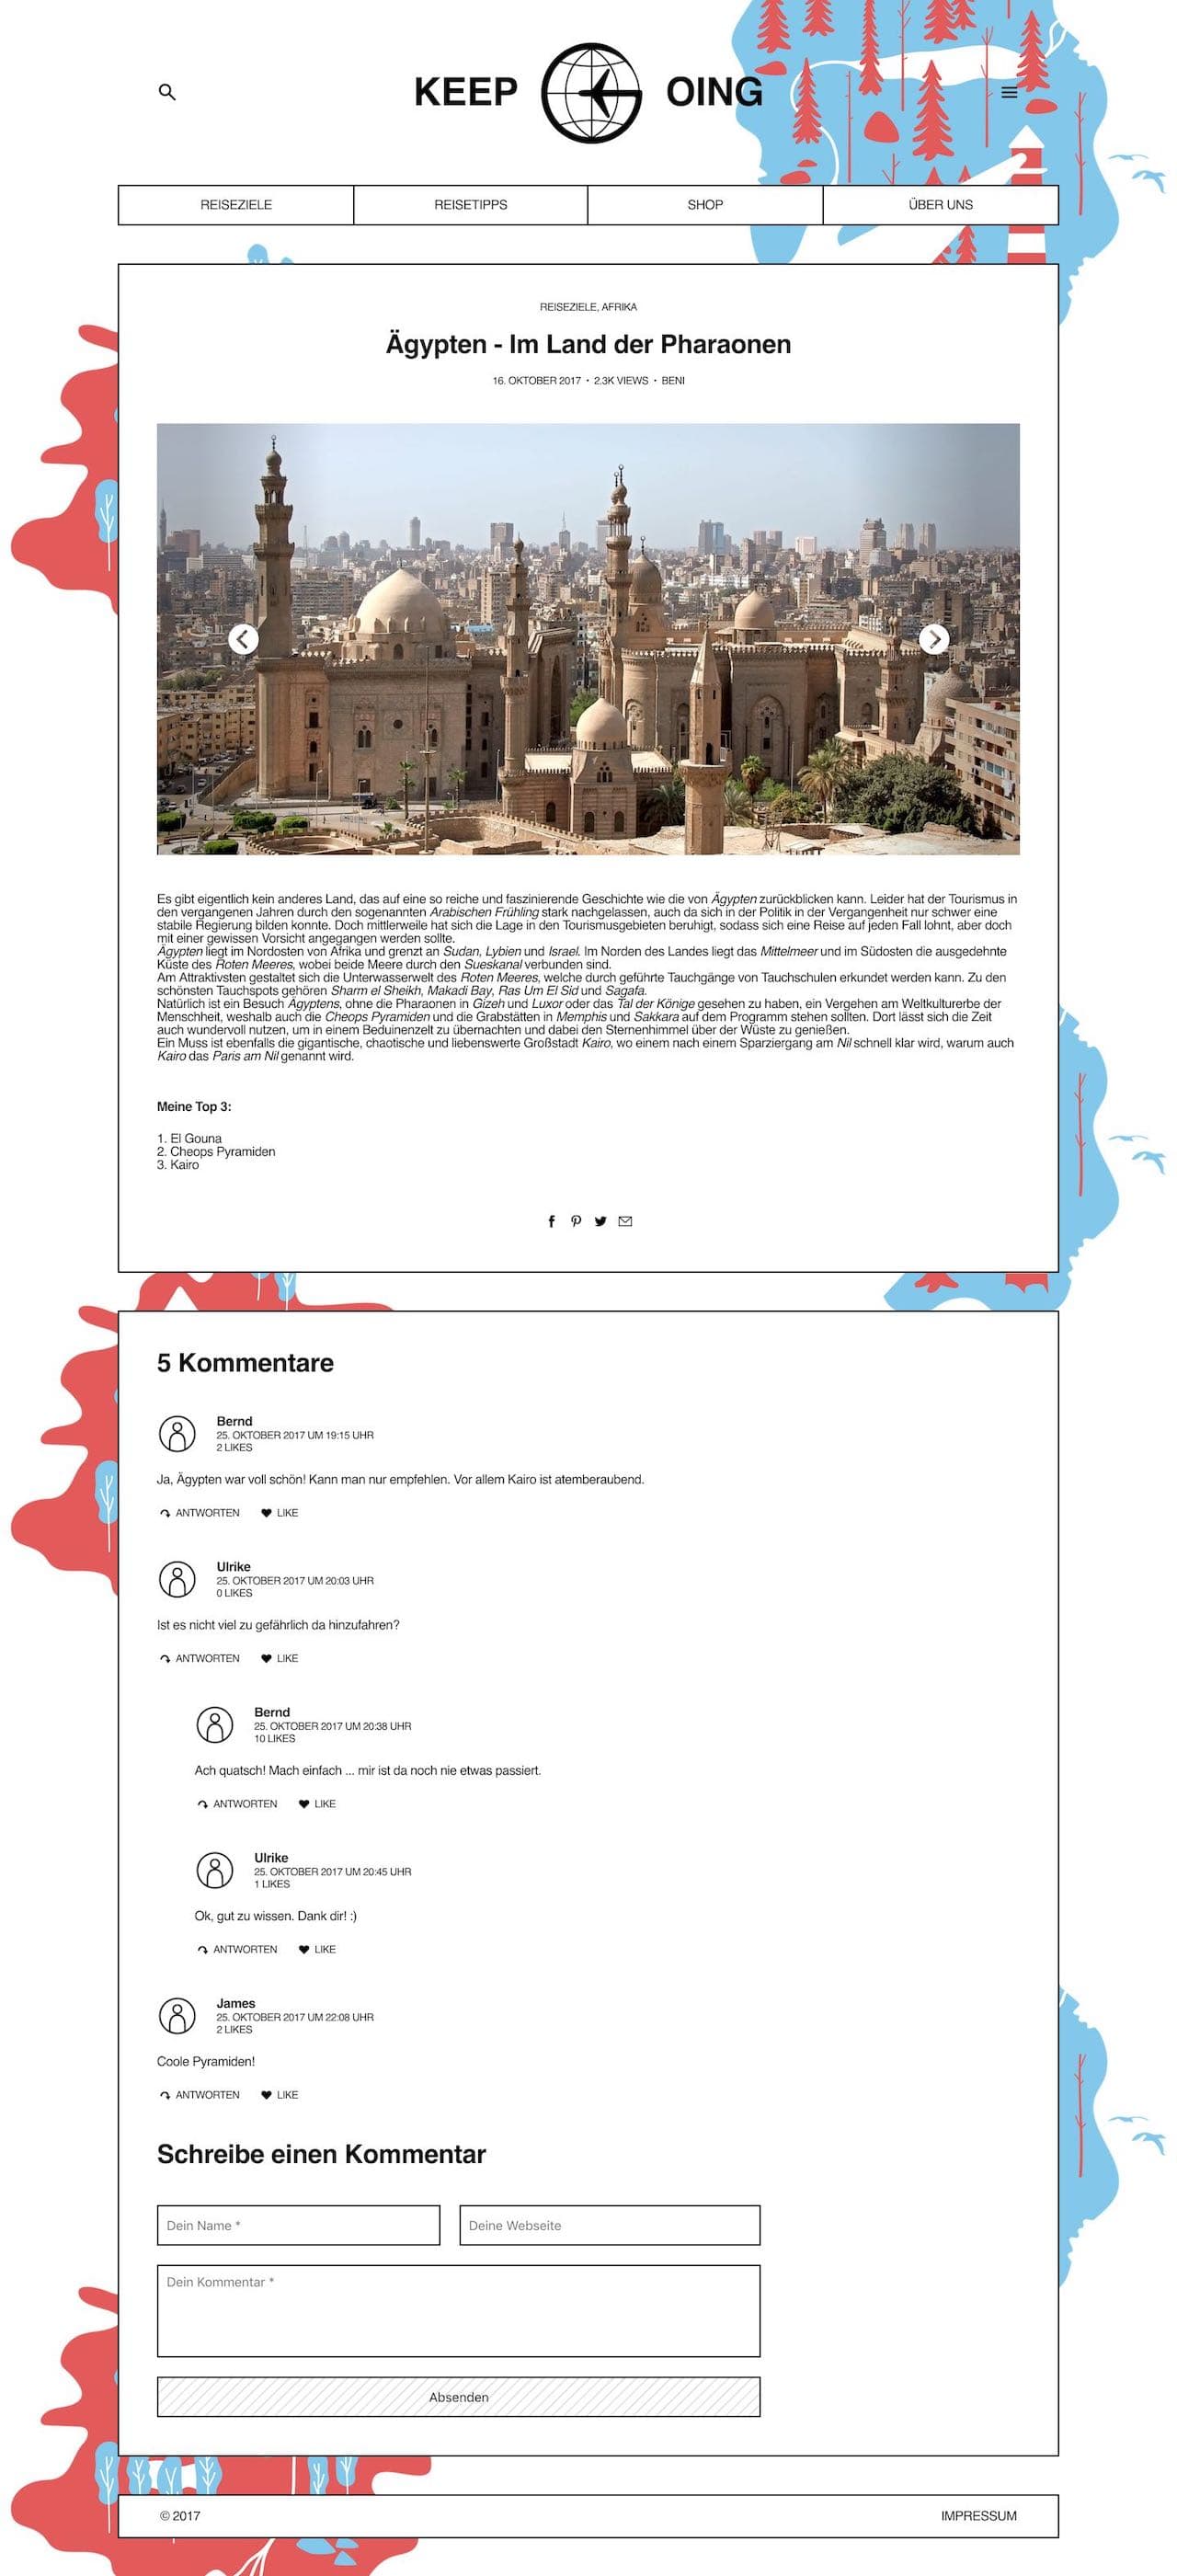 KEEP OING
REISEZIELE
REISETIPPS
SHOP
ÜBER UNS
REISEZIELE, AFRIKA
Ägypten - Im Land der Pharaonen
16. OKTOBER 2017 • 2.3K VIEWS • BENI
Es gibt eigentlich kein anderes Land, das auf eine so reiche und faszinierende Geschichte wie die von Ägypten zurückblicken kann. Leider hat der Tourismus in
den vergangenen Jahren durch den sogenannten Arabischen Frühling stark nachgelassen, auch da sich in der Politik in der Vergangenheit nur schwer eine
stabile Regierung bilden konnte. Doch mittlerweile hat sich die Lage in den Tourismusgebieten beruhigt, sodass sich eine Reise auf jeden Fall lohnt, aber doch
mit einer gewissen Vorsicht angegangen werden sollte.
Ägypten liegt im Nordosten von Afrika und grenzt an Sudan, Lybien und Israel. Im Norden des Landes liegt das Mittelmeer und im Südosten die ausgedehnte
Küste des Roten Meeres, wobei beide Meere durch den Sueskanal verbunden sind.
Am Attraktivsten gestaltet sich die Unterwasserwelt des Roten Meeres, welche durch geführte Tauchgänge von Tauchschulen erkundet werden kann. Zu den
schönsten Tauchspots gehören Sharm el Sheikh, Makadi Bay, Ras Um El Sid und Sagafa.
Natürlich ist ein Besuch Ägyptens, ohne die Pharaonen in Gizeh und Luxor oder das Tal der Könige gesehen zu haben, ein Vergehen am Weltkulturerbe der
Menschheit, weshalb auch die Cheops Pyramiden und die Grabstätten in Memphis und Sakkara auf dem Programm stehen sollten. Dort lässt sich die Zeit
auch wundervoll nutzen, um in einem Beduinenzelt zu übernachten und dabei den Sternenhimmel über der Wüste zu genießen.
Ein Muss ist ebenfalls die gigantische, chaotische und liebenswerte Großstadt Kairo, wo einem nach einem Sparziergang am Nil schnell klar wird, warum auch
Kairo das Paris am Nil genannt wird.
Meine Top 3:
1. El Gouna
2. Cheops Pyramiden
3. Kairo
5 Kommentare
Bernd
25. OKTOBER 2017 UM 19:15 UHR
2 LIKES
Ja, Ägypten war voll schön! Kann man nur empfehlen. Vor allem Kairo ist atemberaubend.
ANTWORTEN LIKE
Ulrike
25. OKTOBER 2017 UM 20:03 UHR
0 LIKES
Ist es nicht viel zu gefährlich da hinzufahren?
ANTWORTEN LIKE
Bernd
25. OKTOBER 2017 UM 20:38 UHR
10 LIKES
Ach quatsch! Mach einfach ... mir ist da noch nie etwas passiert.
ANTWORTEN LIKE
Ulrike
25. OKTOBER 2017 UM 20:45 UHR
1 LIKES
Ok, gut zu wissen. Dank dir! :)
ANTWORTEN LIKE
James
25. OKTOBER 2017 UM 22:08 UHR
2 LIKES
Coole Pyramiden!
ANTWORTEN LIKE
Schreibe einen Kommentar
Dein Name *
Deine Webseite
Dein Kommentar *
Absenden
© 2017
IMPRESSUM